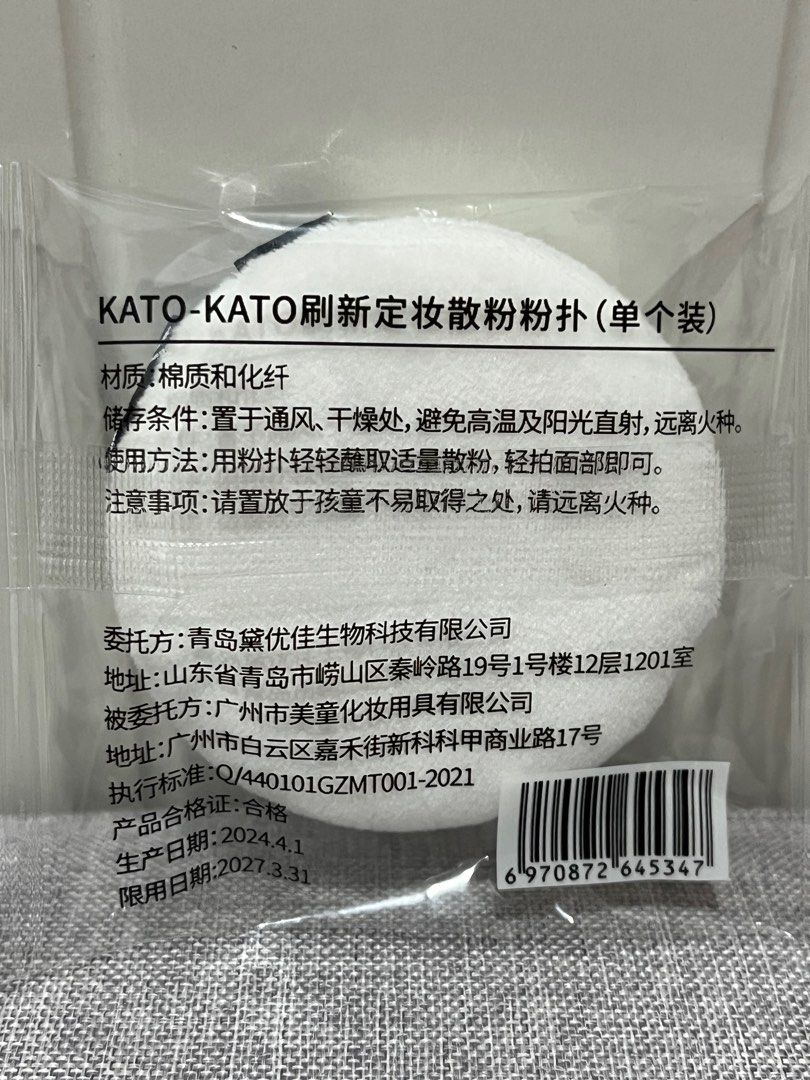 KATO-KATO刷新定妆散粉粉扑(单个装)
材质:棉质和化纤
储存条件:置于通风、干燥处,避免高温及阳光直射,远离火种。
使用方法:用粉扑轻轻蘸取适量散粉,轻拍面部即可。
注意事项:请置放于孩童不易取得之处,请远离火种。
委托方:青岛黛优佳生物科技有限公司
地址:山东省青岛市崂山区秦岭路19号1号楼12层1201室
被委托方:广州市美童化妆用具有限公司
地址:广州市白云区嘉禾街新科科甲商业路17号
执行标准:Q/440101GZMT001-2021
产品合格证:合格
生产日期:2024.4.1
限用日期:2027.3.31
6 970872 645347